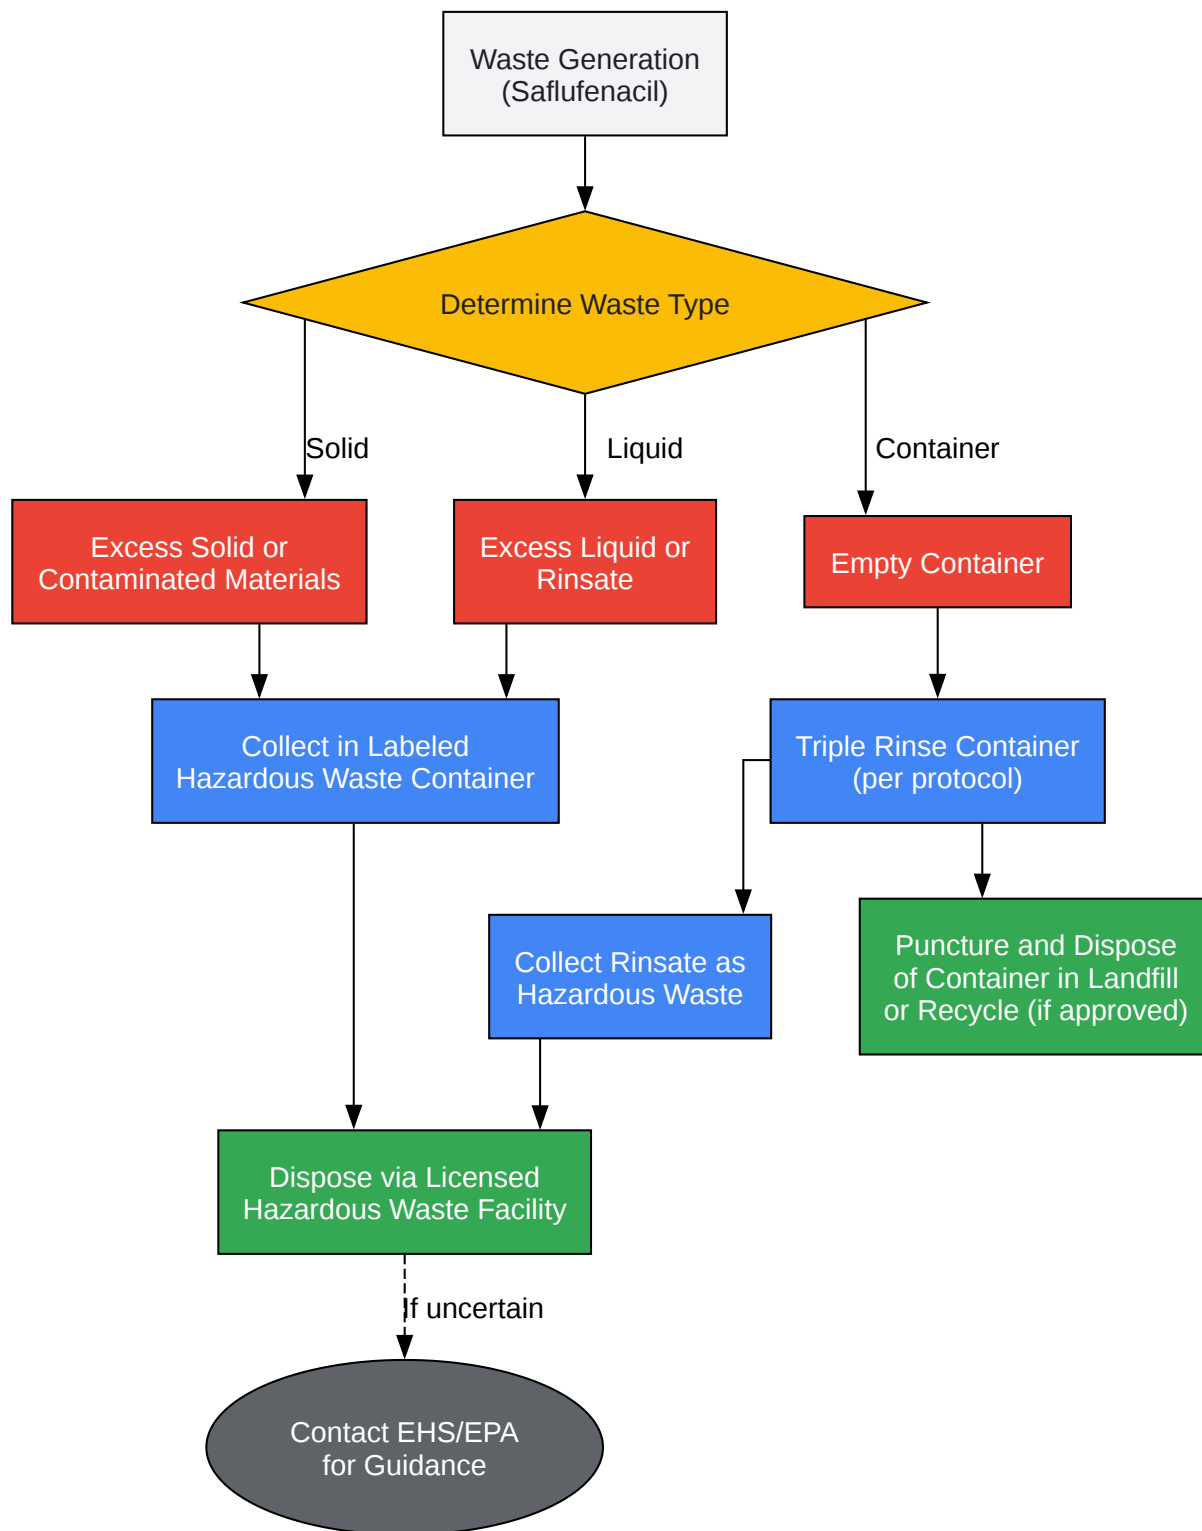 Waste Generation
(Saflufenacil)
Determine Waste Type
Solid
Liquid
Container
Excess Solid or
Contaminated Materials
Excess Liquid or
Rinsate
Empty Container
Collect in Labeled
Hazardous Waste Container
Triple Rinse Container
(per protocol)
Collect Rinsate as
Hazardous Waste
Puncture and Dispose
of Container in Landfill
or Recycle (if approved)
Dispose via Licensed
Hazardous Waste Facility
If uncertain
Contact EHS/EPA
for Guidance